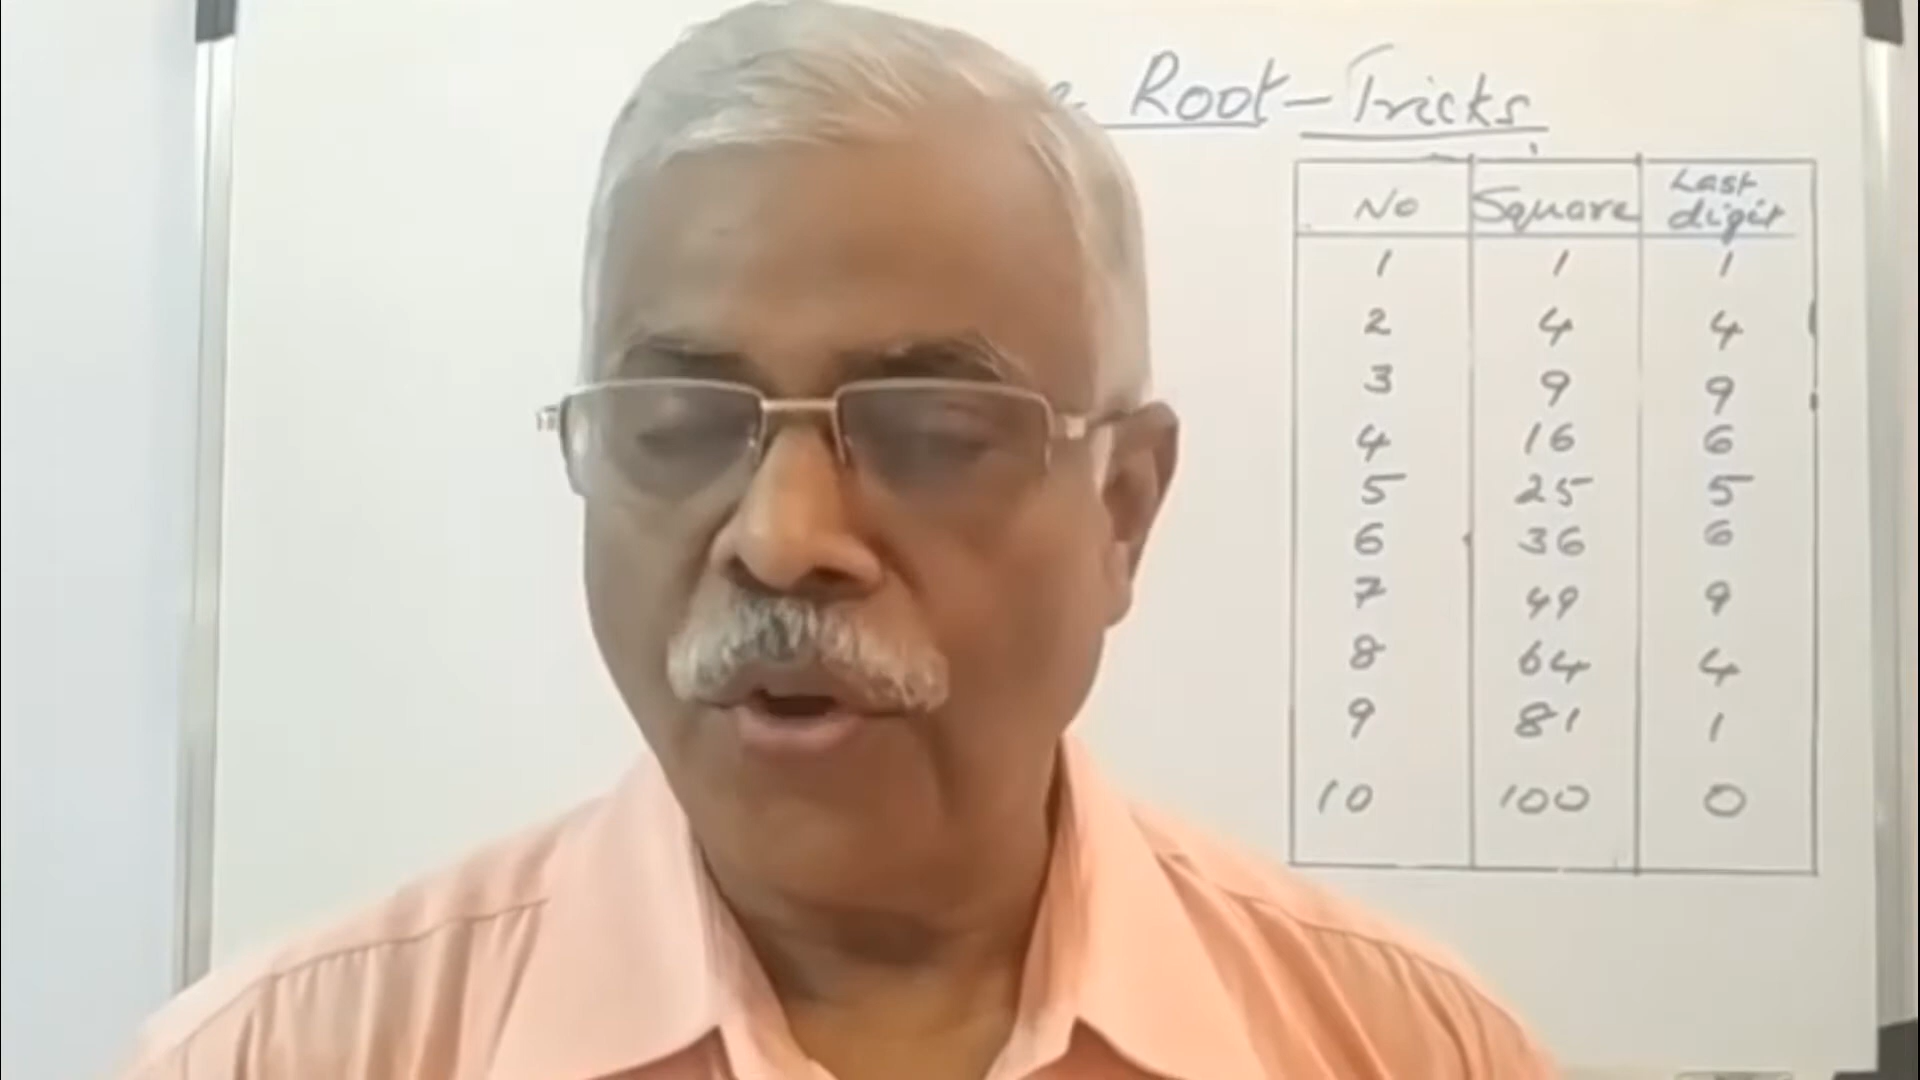 Root-Tricks
No Square Last digit
1 1 1
2 4 4
3 9 9
4 16 6
5 25 5
6 36 6
7 49 9
8 64 4
9 81 1
10 100 0